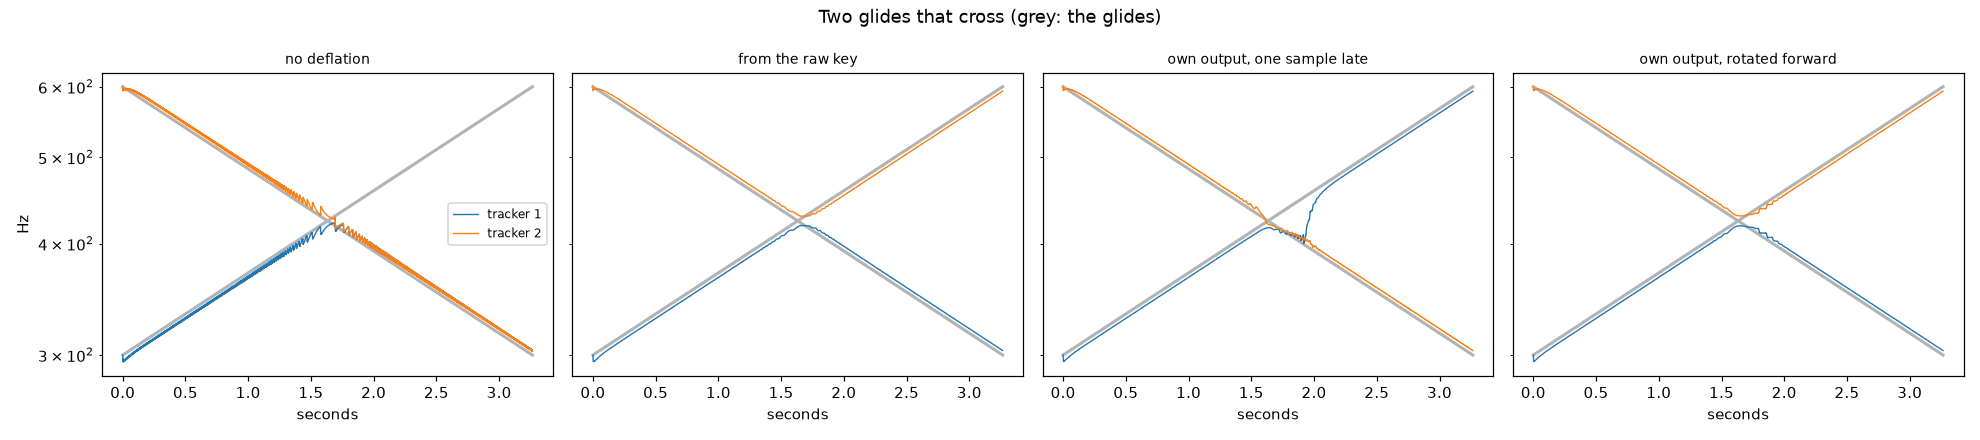 Two glides that cross (grey: the glides)
no deflation
from the raw key
own output, one sample late
own output, rotated forward
Hz
6 × 10²
5 × 10²
4 × 10²
3 × 10²
tracker 1
tracker 2
0.0 0.5 1.0 1.5 2.0 2.5 3.0
seconds
0.0 0.5 1.0 1.5 2.0 2.5 3.0
seconds
0.0 0.5 1.0 1.5 2.0 2.5 3.0
seconds
0.0 0.5 1.0 1.5 2.0 2.5 3.0
seconds